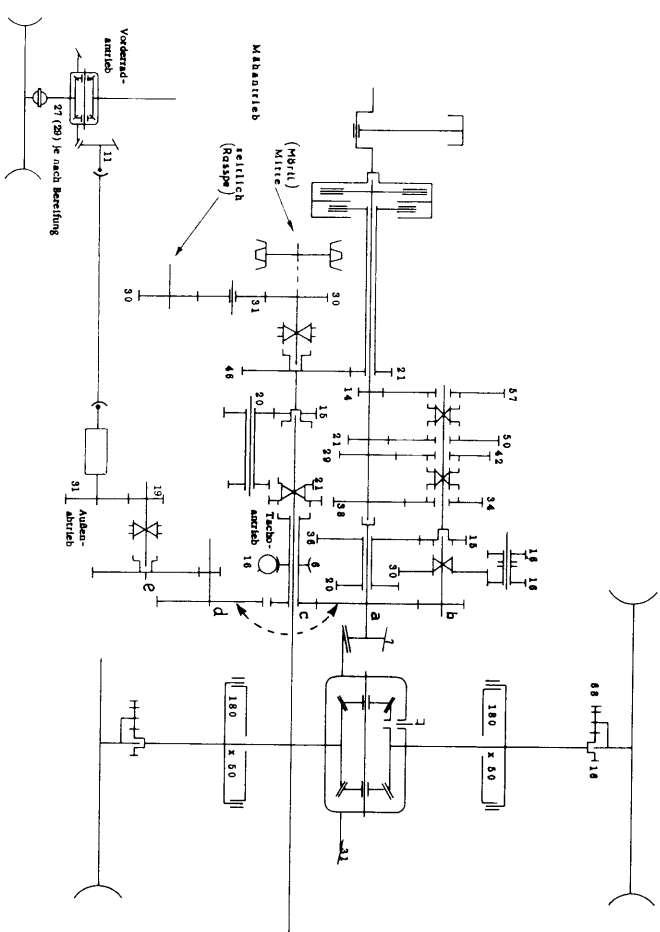 Vorderrad-
antrieb
27 (29) je nach Bereifung
11
Mähantrieb
(Mörtl)
Mitte
seitlich
(Rasspe)
30
31
30
46
21
14
57
20
15
21
50
29
42
21
38
34
Tacho-
antrieb
16
6
36
15
30
20
16
16
31
19
Außen-
abtrieb
e
d
c
a
b
7
180
x 50
180
x 50
68
16
31